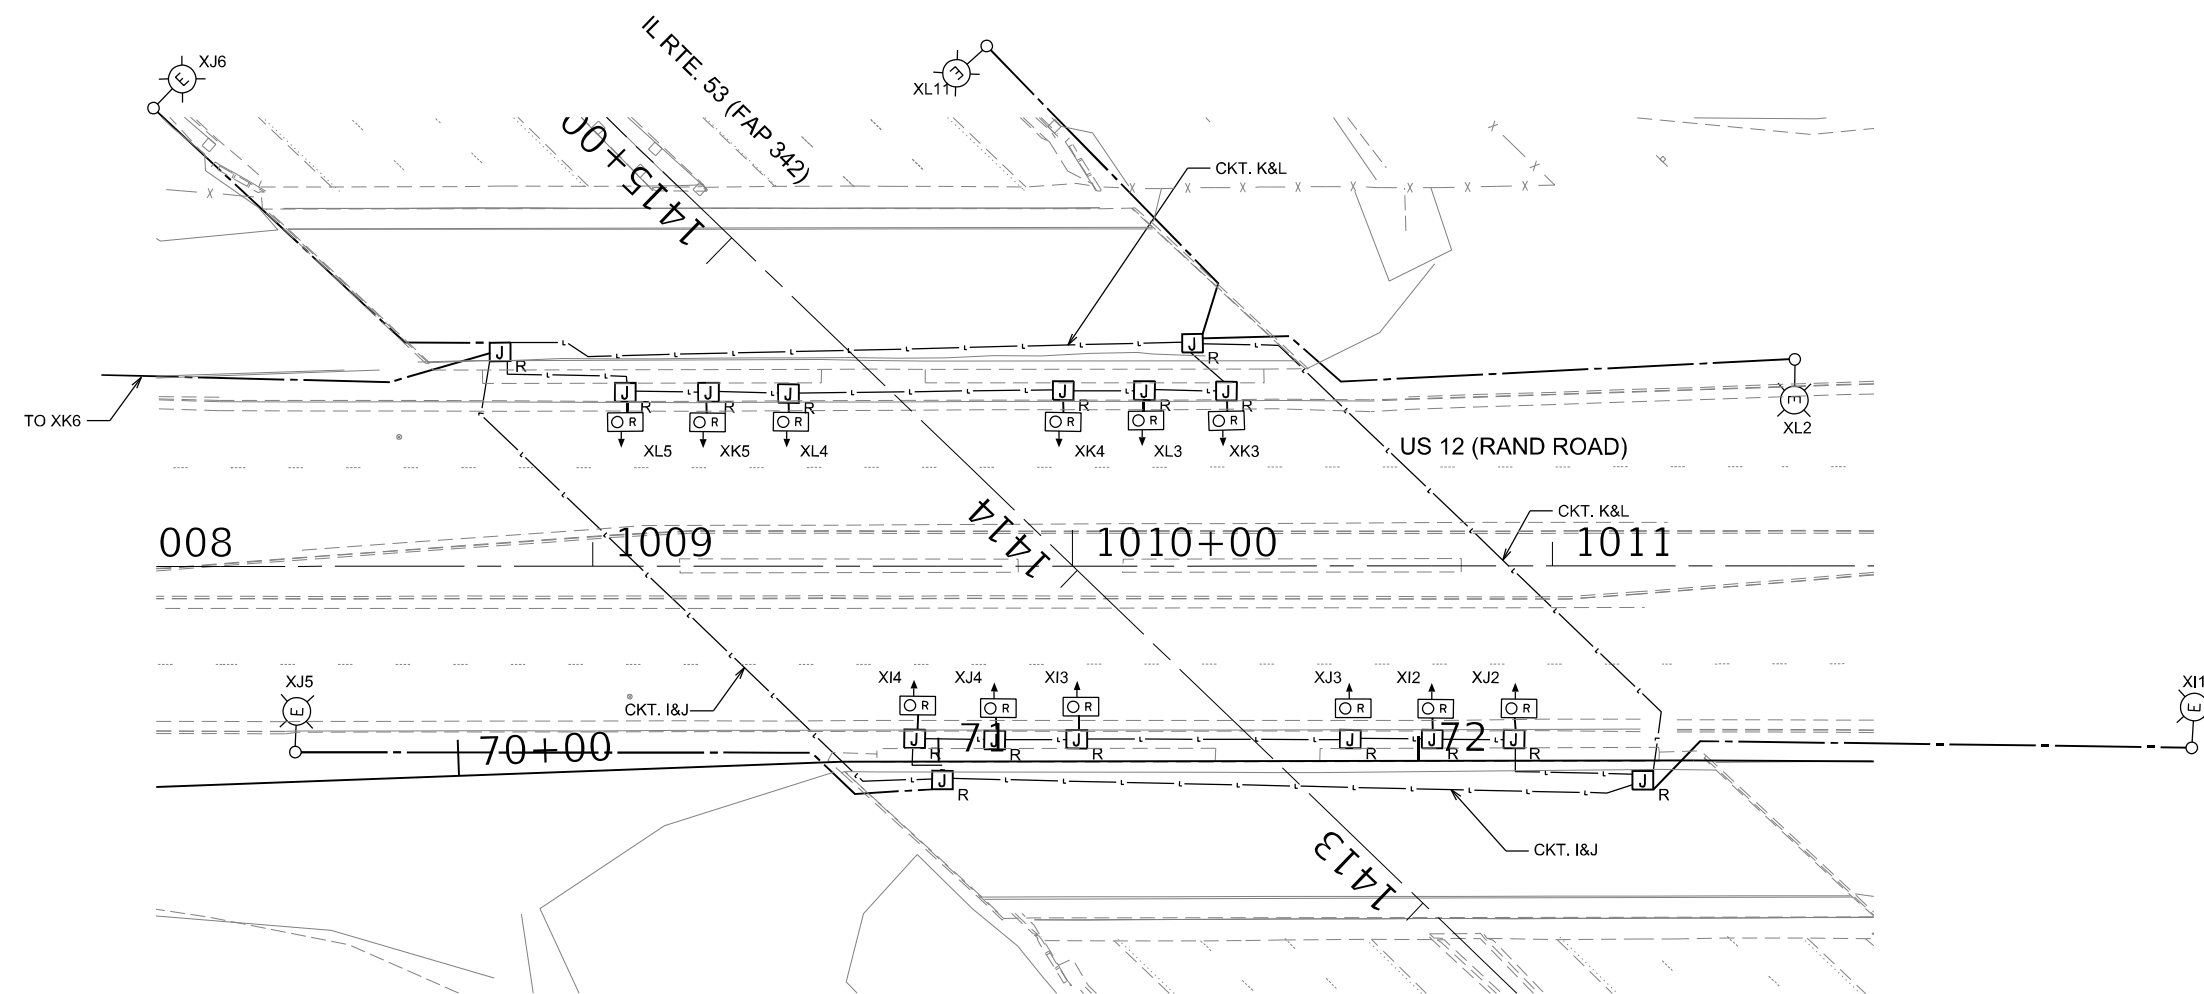 XJ6
E
IL RTE. 53 (FAP 342)
E
XL11
1415+00
CKT. K&L
X X X X X X X X X X X
J
R
J
R
TO XK6
J R
J R
J R
J R
J R
J R
R
R
R
R
R
R
XL5
XK5
XL4
XK4
XL3
XK3
E
XL2
US 12 (RAND ROAD)
1414
CKT. K&L
008
1009
1010+00
1011
XJ5
E
CKT. I&J
XI4
XJ4
XI3
XJ3
XI2
XJ2
XI1
E
R
R
R
R
R
R
70+00
71
72
J R
J R
J R
J R
J R
J R
J
R
J
R
1413
CKT. I&J